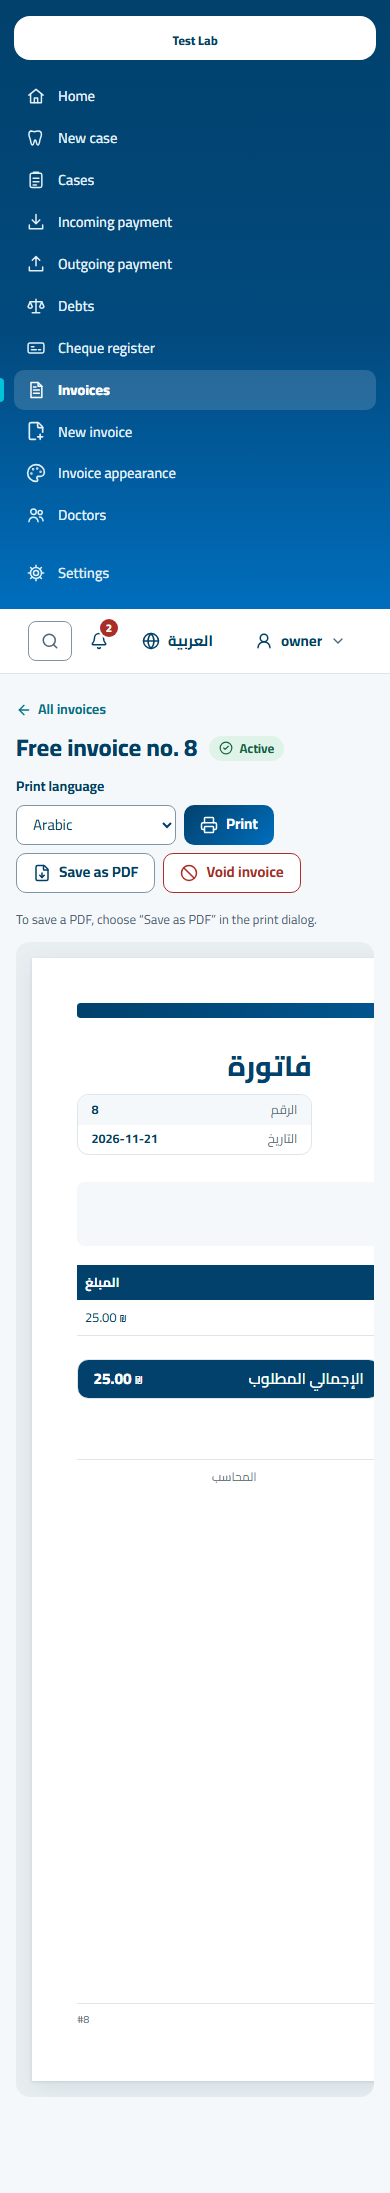 Test Lab
Home
New case
Cases
Incoming payment
Outgoing payment
Debts
Cheque register
Invoices
New invoice
Invoice appearance
Doctors
Settings
2
العربية
owner
All invoices
Free invoice no. 8
Active
Print language
Arabic
Print
Save as PDF
Void invoice
To save a PDF, choose “Save as PDF” in the print dialog.
فاتورة
الرقم 8
التاريخ 2026-11-21
المبلغ
25.00 ₪
الإجمالي المطلوب 25.00 ₪
المحاسب
#8